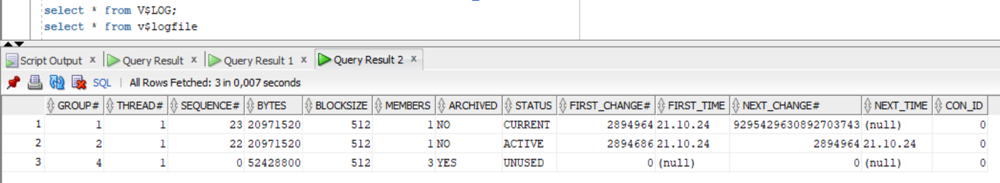 select * from V$LOG;
select * from v$logfile
Script Output x Query Result x Query Result 1 x Query Result 2 x
SQL All Rows Fetched: 3 in 0,007 seconds
GROUP# THREAD# SEQUENCE# BYTES BLOCKSIZE MEMBERS ARCHIVED STATUS FIRST_CHANGE# FIRST_TIME NEXT_CHANGE# NEXT_TIME CON_ID
1 1 1 23 20971520 512 1 NO CURRENT 2894964 21.10.24 9295429630892703743 (null) 0
2 2 1 22 20971520 512 1 NO ACTIVE 2894686 21.10.24 2894964 21.10.24 0
3 4 1 0 52428800 512 3 YES UNUSED 0 (null) 0 (null) 0